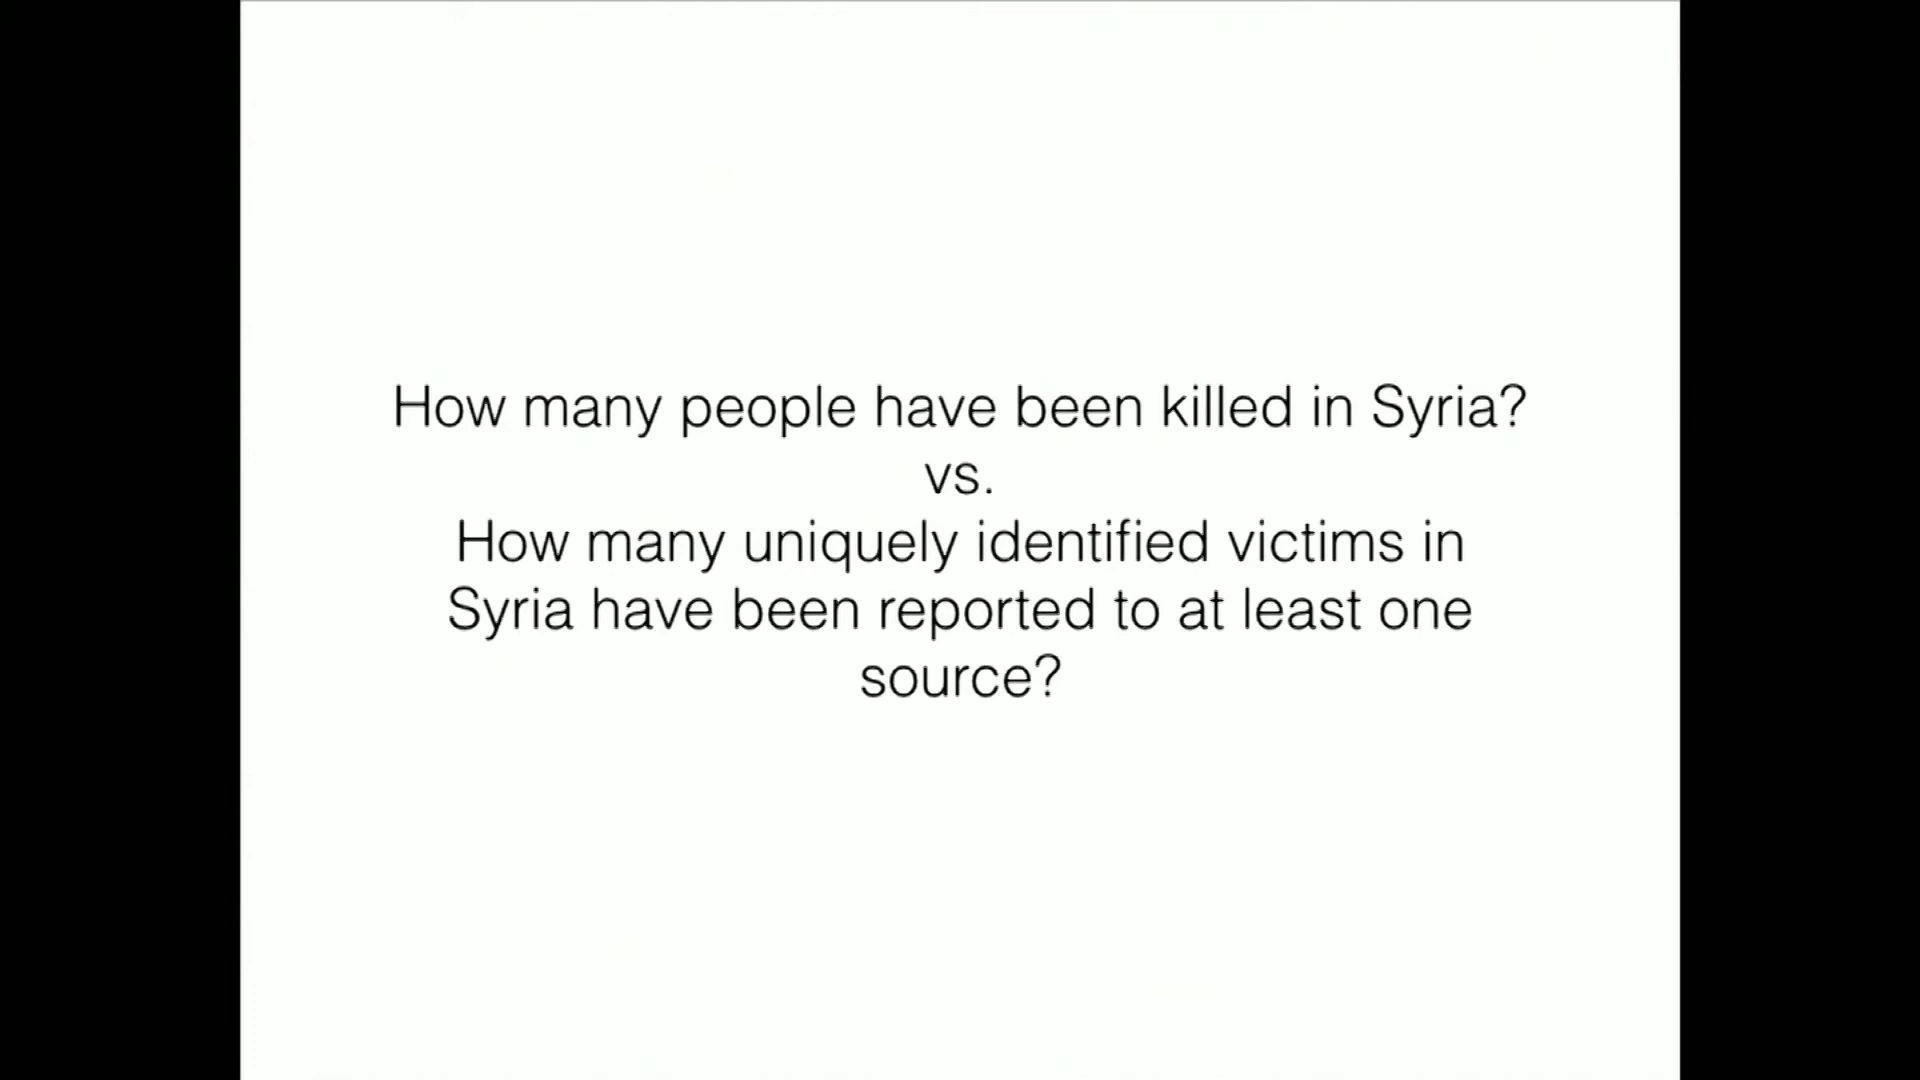 How many people have been killed in Syria?
vs.
How many uniquely identified victims in
Syria have been reported to at least one
source?